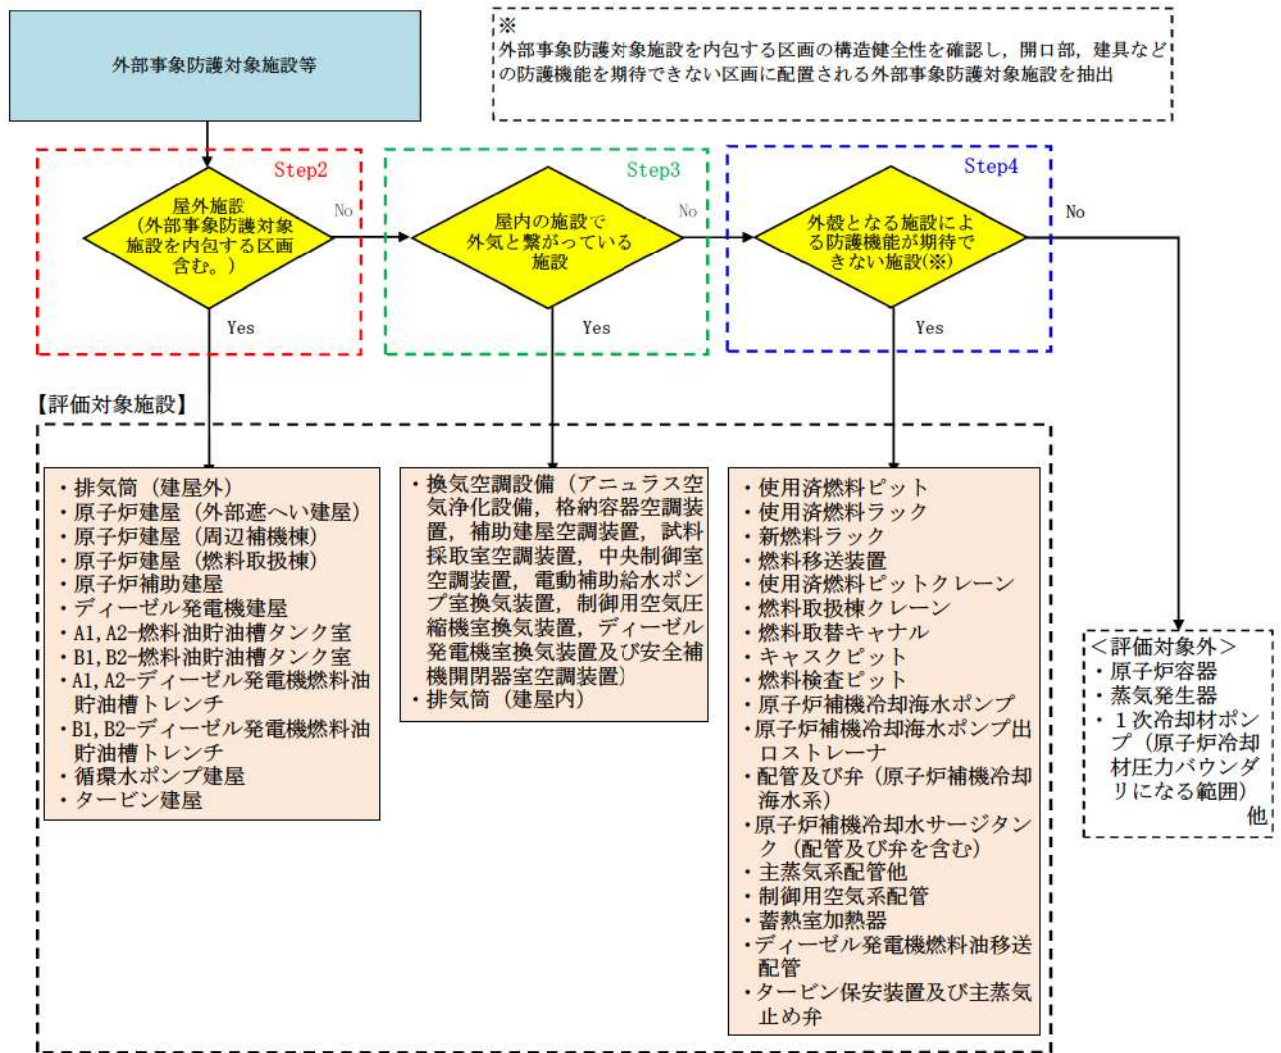 外部事象防護対象施設等
※
外部事象防護対象施設を内包する区画の構造健全性を確認し，開口部，建具など
の防護機能を期待できない区画に配置される外部事象防護対象施設を抽出
Step2
屋外施設
（外部事象防護対象
施設を内包する区画
含む。）
No
Yes
Step3
屋内の施設で
外気と繋がっている
施設
No
Yes
Step4
外殻となる施設によ
る防護機能が期待で
きない施設(※)
No
Yes
【評価対象施設】
・排気筒（建屋外）
・原子炉建屋（外部遮へい建屋）
・原子炉建屋（周辺補機棟）
・原子炉建屋（燃料取扱棟）
・原子炉補助建屋
・ディーゼル発電機建屋
・A1,A2-燃料油貯油槽タンク室
・B1,B2-燃料油貯油槽タンク室
・A1,A2-ディーゼル発電機燃料油
貯油槽トレンチ
・B1,B2-ディーゼル発電機燃料油
貯油槽トレンチ
・循環水ポンプ建屋
・タービン建屋
・換気空調設備（アニュラス空
気浄化設備，格納容器空調装
置，補助建屋空調装置，試料
採取室空調装置，中央制御室
空調装置，電動補助給水ポン
プ室換気装置，制御用空気圧
縮機室換気装置，ディーゼル
発電機室換気装置及び安全補
機開閉器室空調装置）
・排気筒（建屋内）
・使用済燃料ピット
・使用済燃料ラック
・新燃料ラック
・燃料移送装置
・使用済燃料ピットクレーン
・燃料取扱棟クレーン
・燃料取替キャナル
・キャスクピット
・燃料検査ピット
・原子炉補機冷却海水ポンプ
・原子炉補機冷却海水ポンプ出
口ストレーナ
・配管及び弁（原子炉補機冷却
海水系）
・原子炉補機冷却水サージタン
ク（配管及び弁を含む）
・主蒸気系配管他
・制御用空気系配管
・蓄熱室加熱器
・ディーゼル発電機燃料油移送
配管
・タービン保安装置及び主蒸気
止め弁
＜評価対象外＞
・原子炉容器
・蒸気発生器
・１次冷却材ポン
プ（原子炉冷却
材圧力バウンダ
リになる範囲）
他